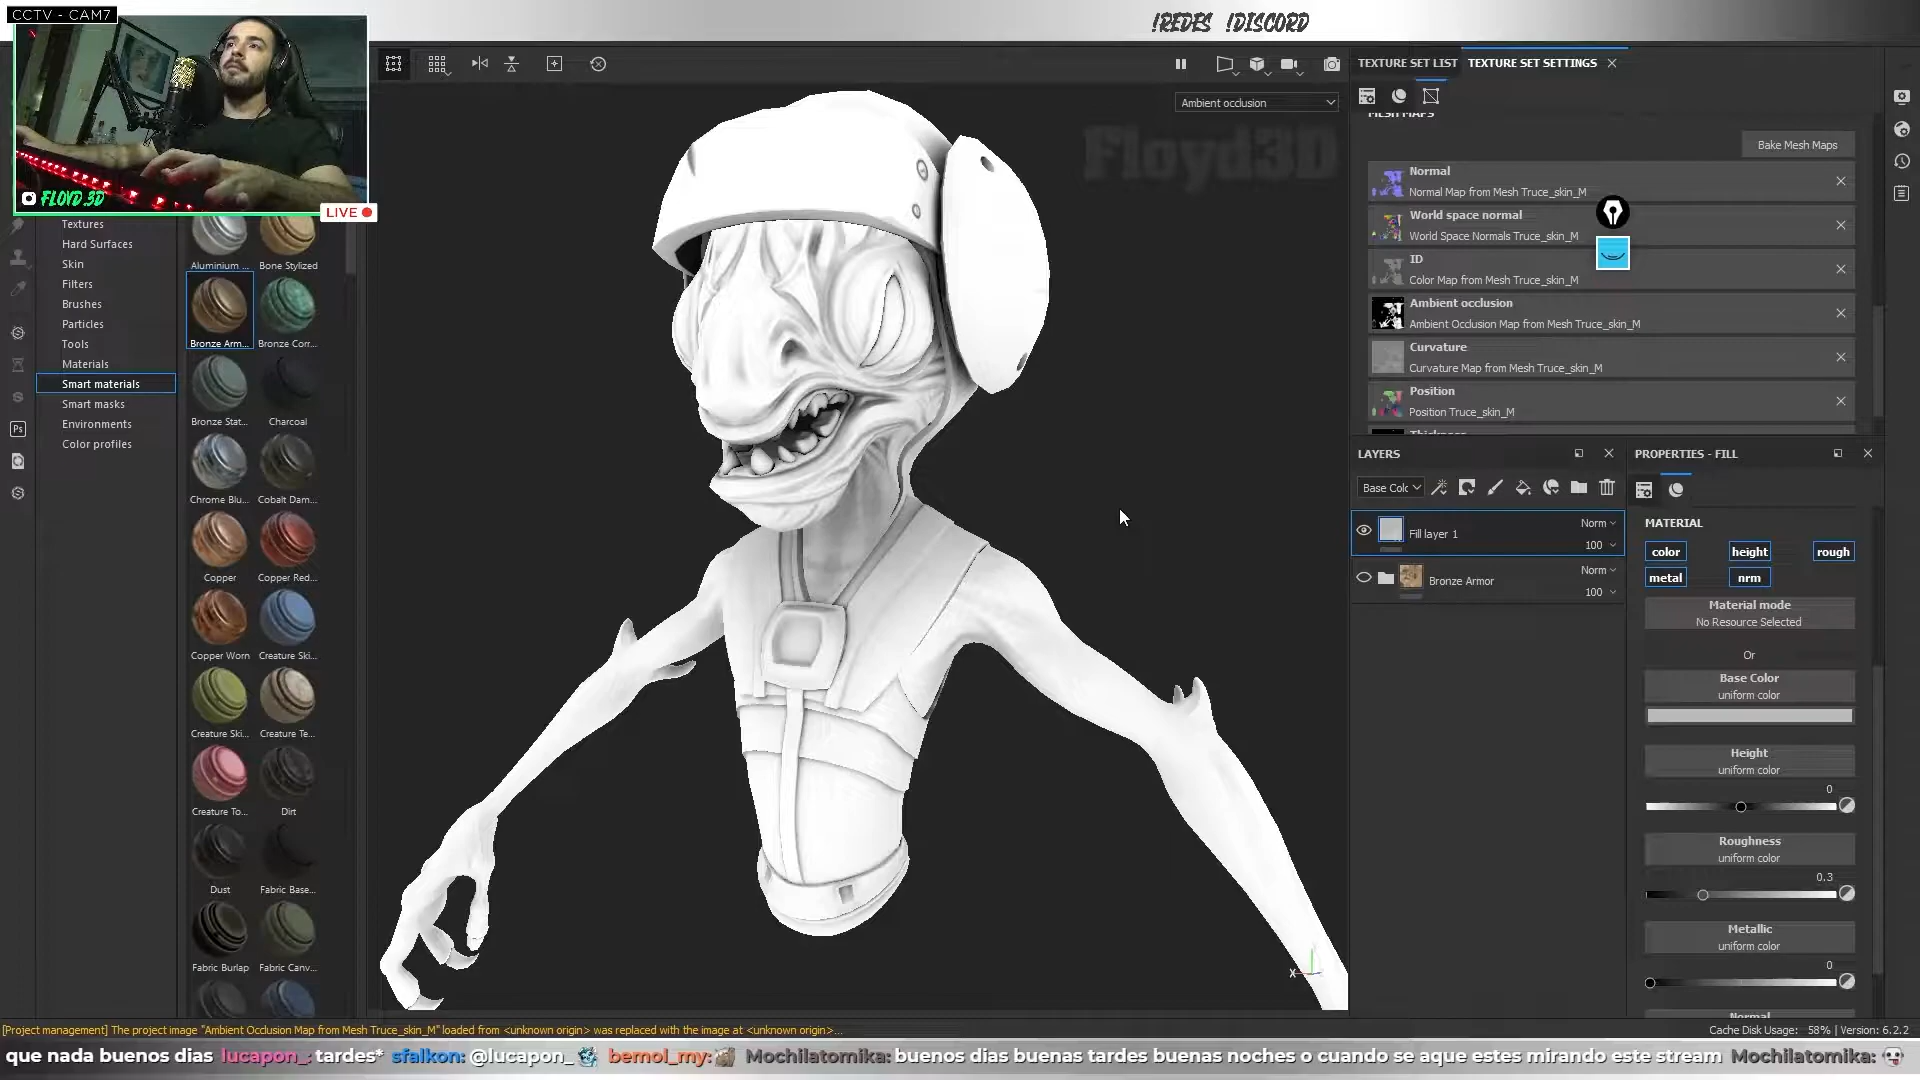 CCTV - CAM7
!REDES !DISCORD
FLOYD.3D
LIVE
Floyd3D
Ambient occlusion
Textures
Hard Surfaces
Skin
Filters
Brushes
Particles
Tools
Materials
Smart materials
Smart masks
Environments
Color profiles
Aluminium ...
Bone Stylized
Bronze Arm...
Bronze Corr...
Bronze Stat...
Charcoal
Chrome Blu...
Cobalt Dam...
Copper
Copper Red...
Copper Worn
Creature Ski...
Creature Ski...
Creature Te...
Creature To...
Dirt
Dust
Fabric Base...
Fabric Burlap
Fabric Canv...
Ps
X
TEXTURE SET LIST
TEXTURE SET SETTINGS
MESH MAPS
Bake Mesh Maps
Normal
Normal Map from Mesh Truce_skin_M
World space normal
World Space Normals Truce_skin_M
ID
Color Map from Mesh Truce_skin_M
Ambient occlusion
Ambient Occlusion Map from Mesh Truce_skin_M
Curvature
Curvature Map from Mesh Truce_skin_M
Position
Position Truce_skin_M
Thickness
LAYERS
Base Colc
Fill layer 1
Norm
100
Bronze Armor
Norm
100
PROPERTIES - FILL
MATERIAL
color
height
rough
metal
nrm
Material mode
No Resource Selected
Or
Base Color
uniform color
Height
uniform color
0
Roughness
uniform color
0.3
Metallic
uniform color
0
Normal
[Project management] The project image "Ambient Occlusion Map from Mesh Truce_skin_M" loaded from <unknown origin> was replaced with the image at <unknown origin>...
Cache Disk Usage: 58% | Version: 6.2.2
que nada buenos dias lucapon_: tardes* sfalkon: @lucapon_ bemol_my: Mochilatomika: buenos dias buenas tardes buenas noches o cuando se aque estes mirando este stream Mochilatomika: